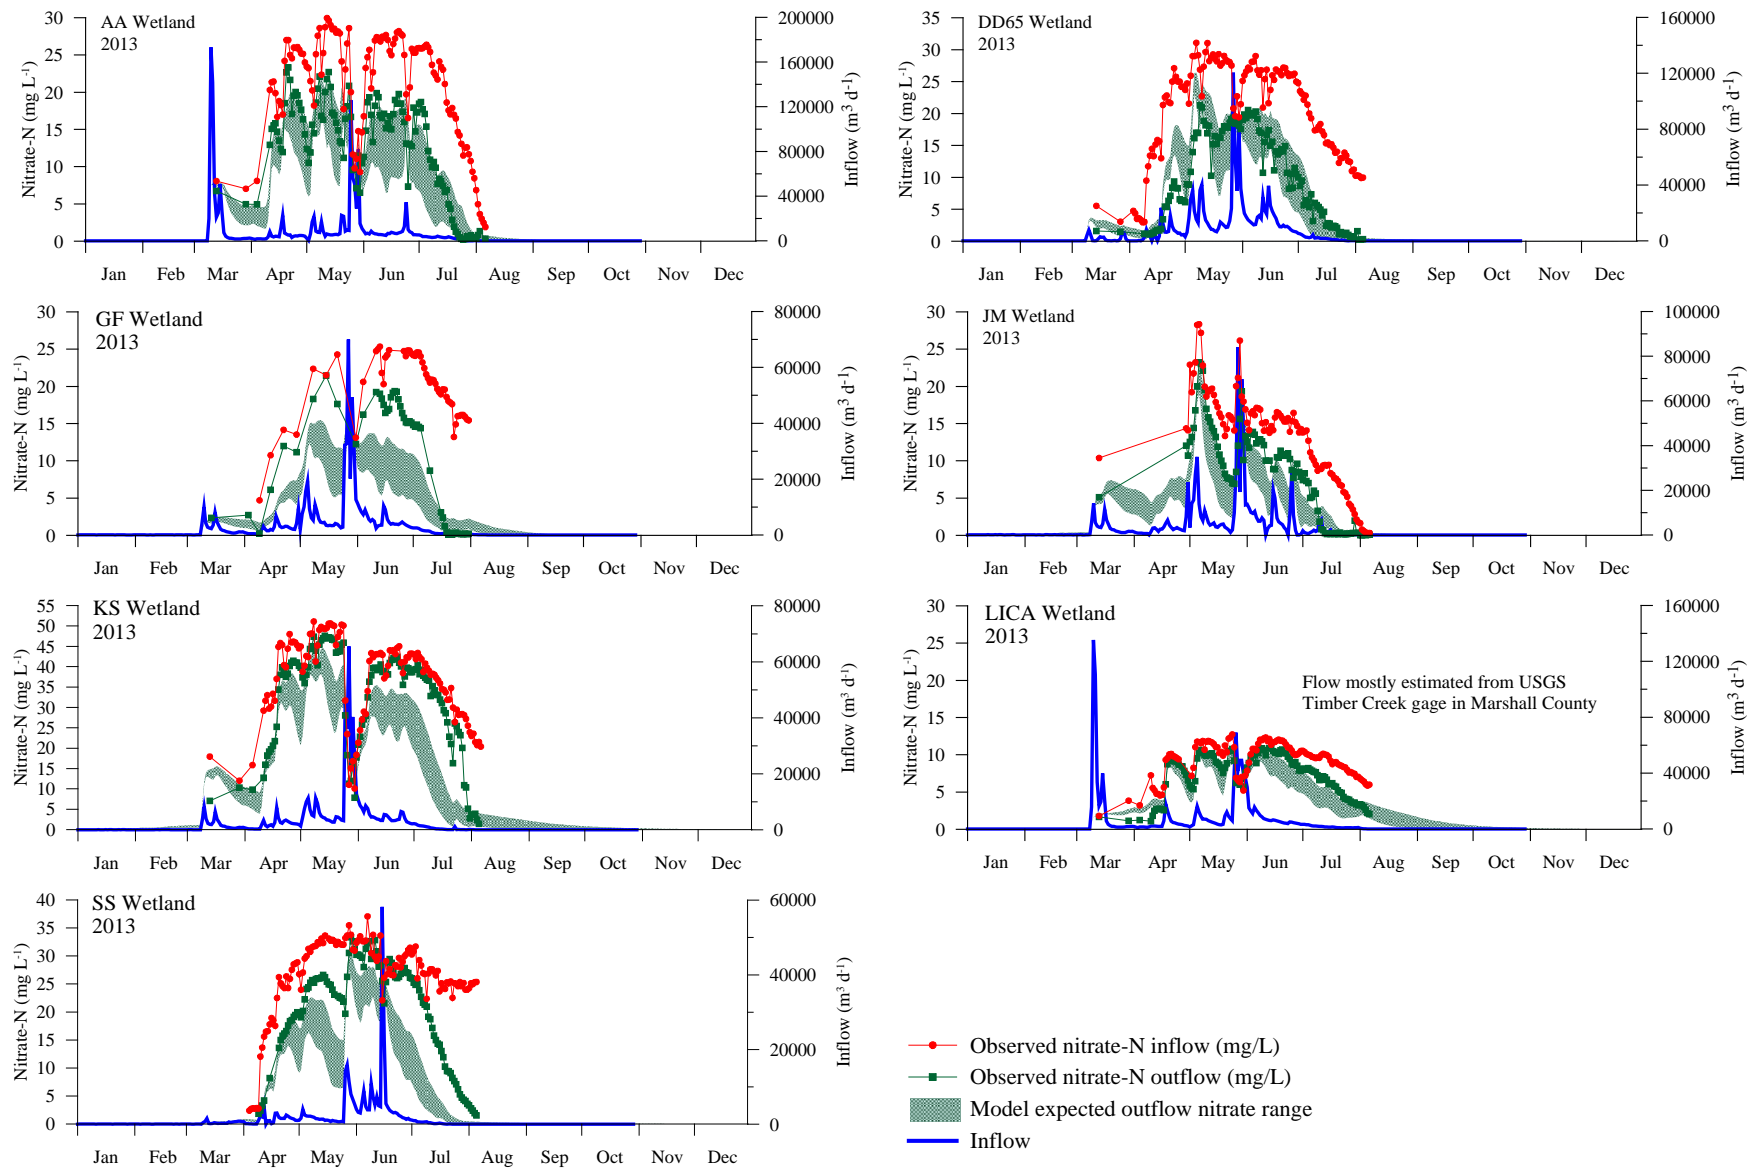 AA Wetland
2013
Nitrate-N (mg L-1)
30
25
20
15
10
5
0
200000
160000
120000
80000
40000
0
Inflow (m3 d-1)
Jan Feb Mar Apr May Jun Jul Aug Sep Oct Nov Dec
DD65 Wetland
2013
Nitrate-N (mg L-1)
35
30
25
20
15
10
5
0
160000
120000
80000
40000
0
Inflow (m3 d-1)
Jan Feb Mar Apr May Jun Jul Aug Sep Oct Nov Dec
GF Wetland
2013
Nitrate-N (mg L-1)
30
25
20
15
10
5
0
80000
60000
40000
20000
0
Inflow (m3 d-1)
Jan Feb Mar Apr May Jun Jul Aug Sep Oct Nov Dec
JM Wetland
2013
Nitrate-N (mg L-1)
30
25
20
15
10
5
0
100000
80000
60000
40000
20000
0
Inflow (m3 d-1)
Jan Feb Mar Apr May Jun Jul Aug Sep Oct Nov Dec
KS Wetland
2013
Nitrate-N (mg L-1)
55
50
45
40
35
30
25
20
15
10
5
0
80000
60000
40000
20000
0
Inflow (m3 d-1)
Jan Feb Mar Apr May Jun Jul Aug Sep Oct Nov Dec
LICA Wetland
2013
Flow mostly estimated from USGS
Timber Creek gage in Marshall County
Nitrate-N (mg L-1)
30
25
20
15
10
5
0
160000
120000
80000
40000
0
Inflow (m3 d-1)
Jan Feb Mar Apr May Jun Jul Aug Sep Oct Nov Dec
SS Wetland
2013
Nitrate-N (mg L-1)
40
35
30
25
20
15
10
5
0
60000
40000
20000
0
Inflow (m3 d-1)
Jan Feb Mar Apr May Jun Jul Aug Sep Oct Nov Dec
Observed nitrate-N inflow (mg/L)
Observed nitrate-N outflow (mg/L)
Model expected outflow nitrate range
Inflow